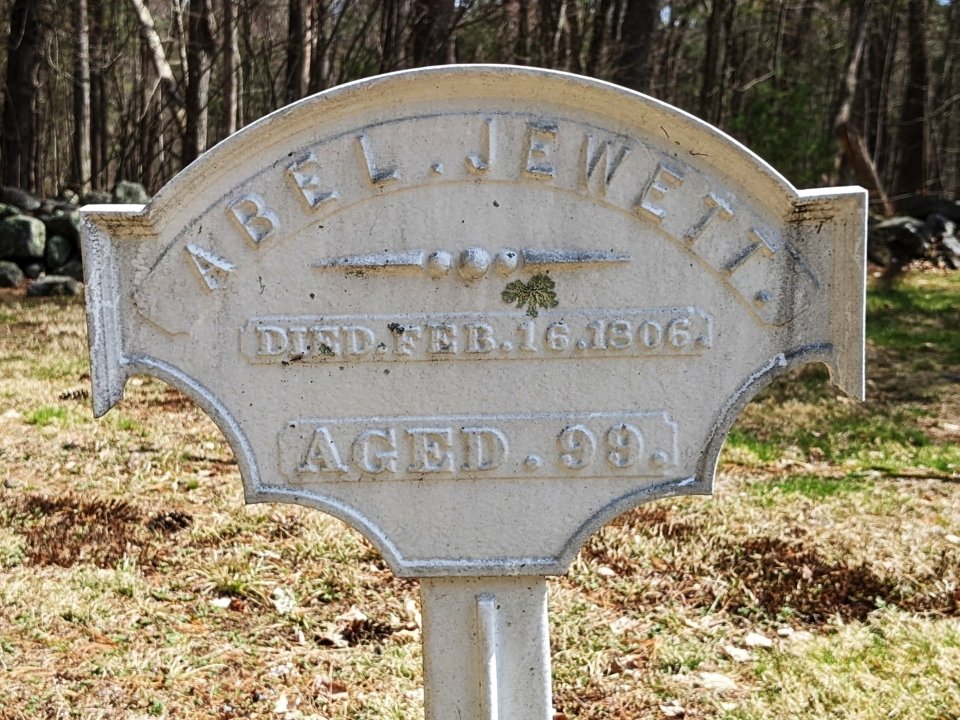 ABEL. JEWETT.
DIED. FEB. 16. 1806.
AGED. 99.